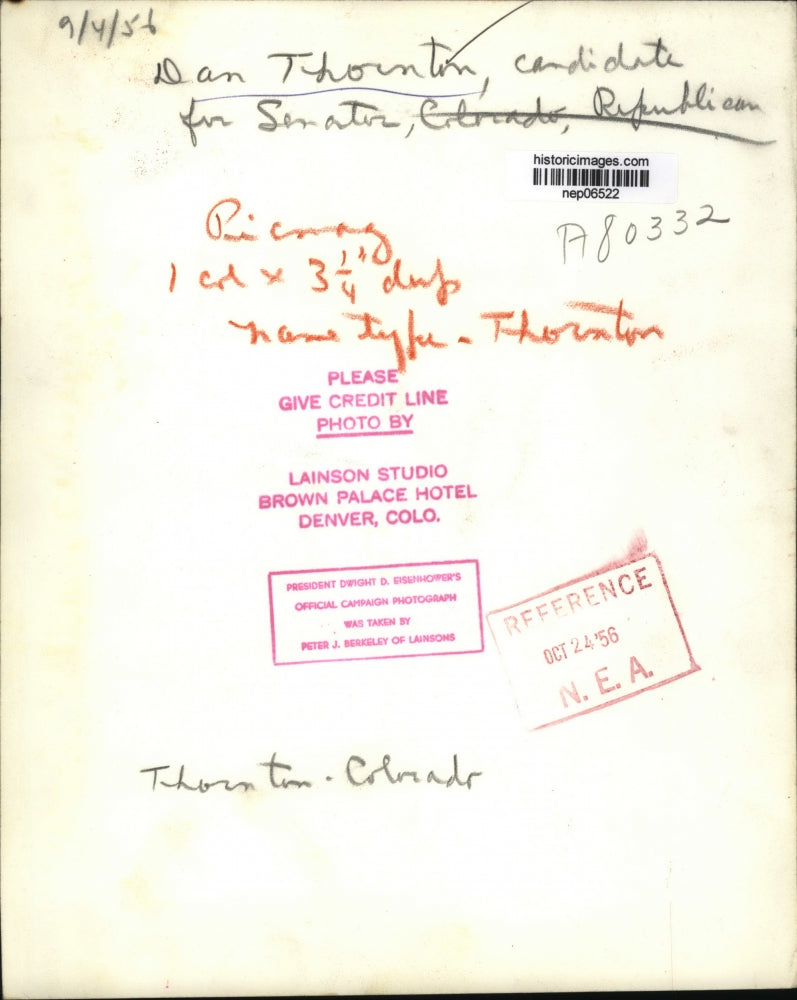 9/4/56
Dan Thornton, candidate
for Senator, Colorado, Republican
historicimages.com
nep06522
A80332
Picmag
1 col x 3 1/4" deep
name type - Thornton
PLEASE
GIVE CREDIT LINE
PHOTO BY
LAINSON STUDIO
BROWN PALACE HOTEL
DENVER, COLO.
PRESIDENT DWIGHT D. EISENHOWER'S
OFFICIAL CAMPAIGN PHOTOGRAPH
WAS TAKEN BY
PETER J. BERKELEY OF LAINSONS
REFERENCE
OCT 24 '56
N. E. A.
Thornton - Colorado